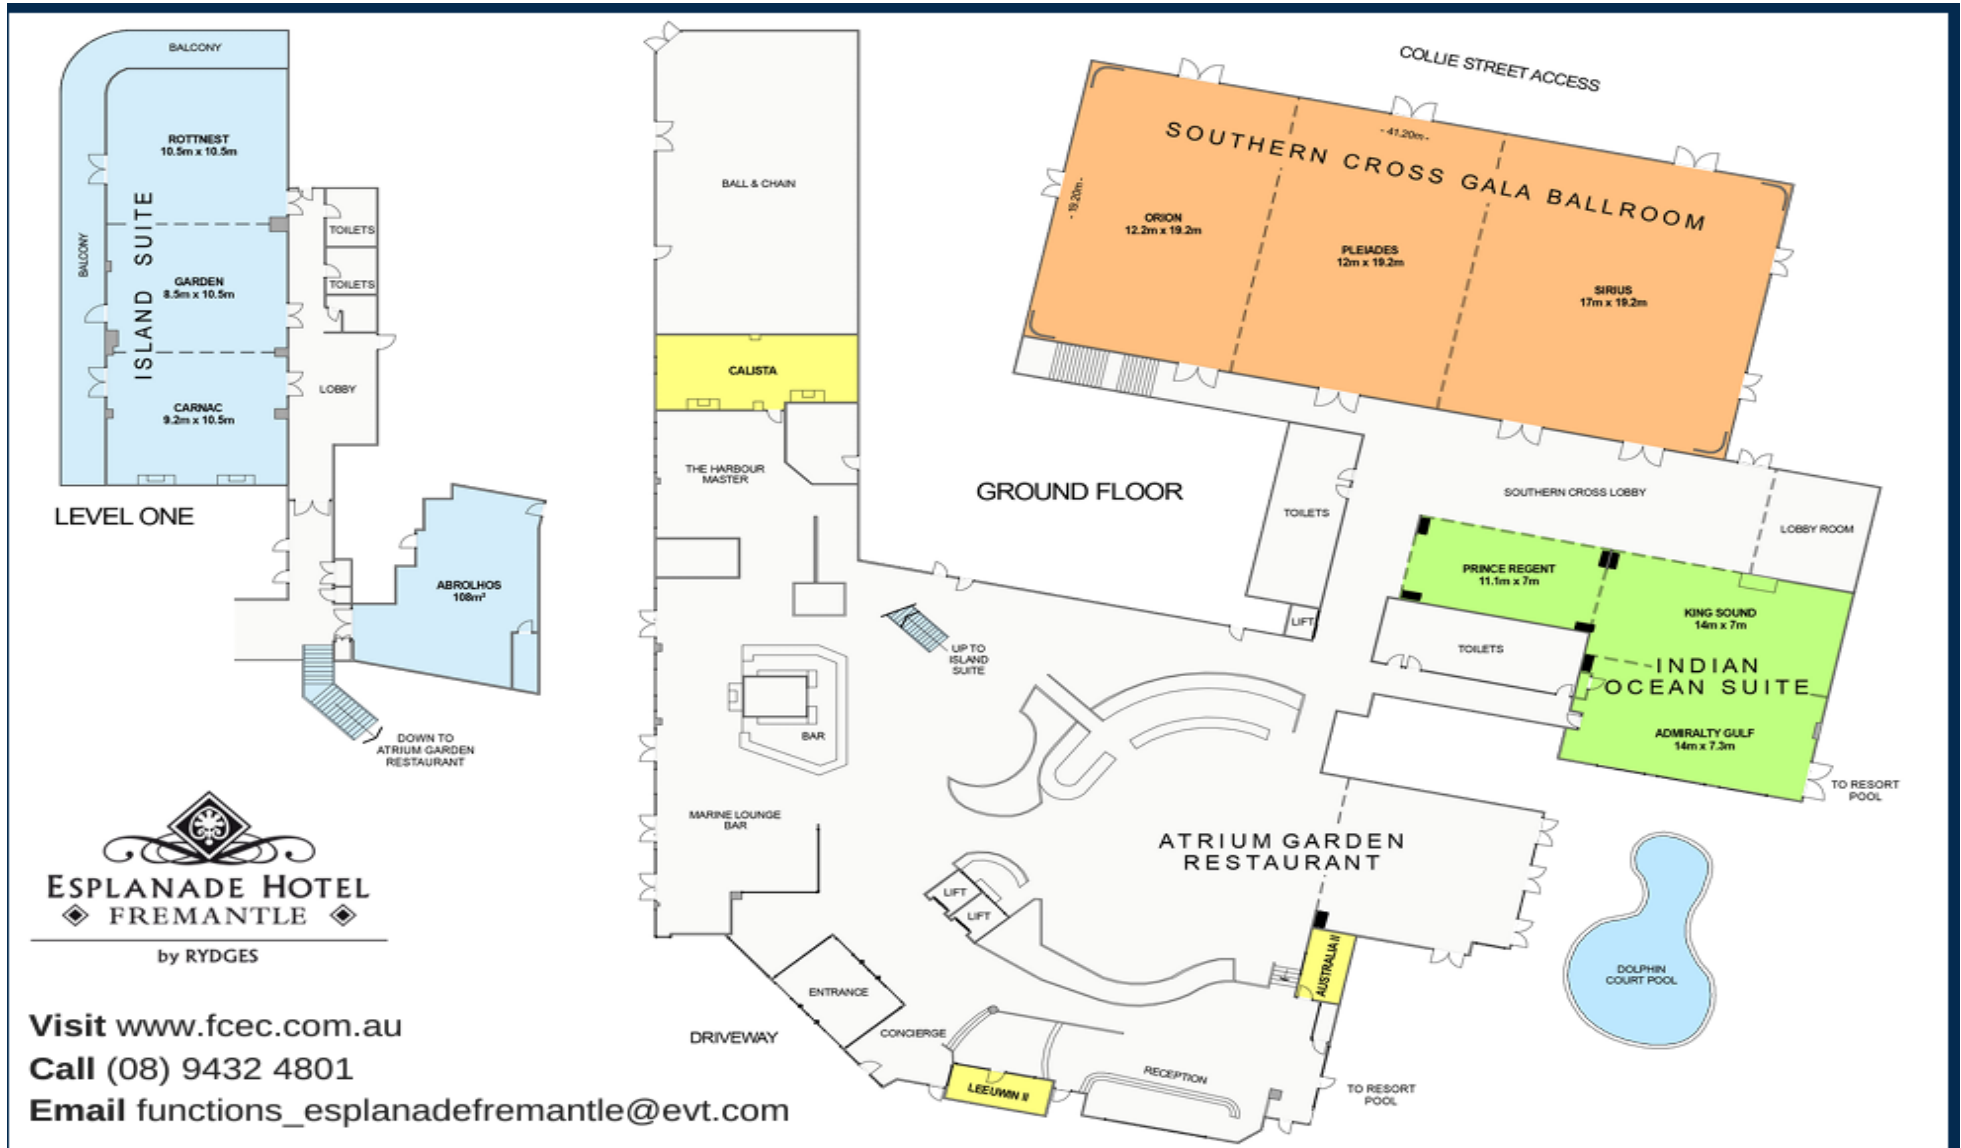 BALCONY
ROTTNEST
10.5m x 10.5m
ISLAND SUITE
BALCONY
GARDEN
8.5m x 10.5m
CARNAC
9.2m x 10.5m
TOILETS
TOILETS
LOBBY
LEVEL ONE
ABROLHOS
108m²
DOWN TO
ATRIUM GARDEN
RESTAURANT
BALL & CHAIN
CALISTA
THE HARBOUR
MASTER
GROUND FLOOR
UP TO
ISLAND
SUITE
BAR
MARINE LOUNGE
BAR
LIFT
LIFT
ENTRANCE
DRIVEWAY
CONCIERGE
LEEUWIN II
RECEPTION
TO RESORT
POOL
AUSTRALIA II
ATRIUM GARDEN
RESTAURANT
COLLIE STREET ACCESS
- 41.20m -
- 19.20m -
SOUTHERN CROSS GALA BALLROOM
ORION
12.2m x 19.2m
PLEIADES
12m x 19.2m
SIRIUS
17m x 19.2m
TOILETS
LIFT
SOUTHERN CROSS LOBBY
LOBBY ROOM
PRINCE REGENT
11.1m x 7m
KING SOUND
14m x 7m
TOILETS
INDIAN
OCEAN SUITE
ADMIRALTY GULF
14m x 7.3m
TO RESORT
POOL
DOLPHIN
COURT POOL
ESPLANADE HOTEL
FREMANTLE
by RYDGES
Visit www.fcec.com.au
Call (08) 9432 4801
Email functions_esplanadefremantle@evt.com